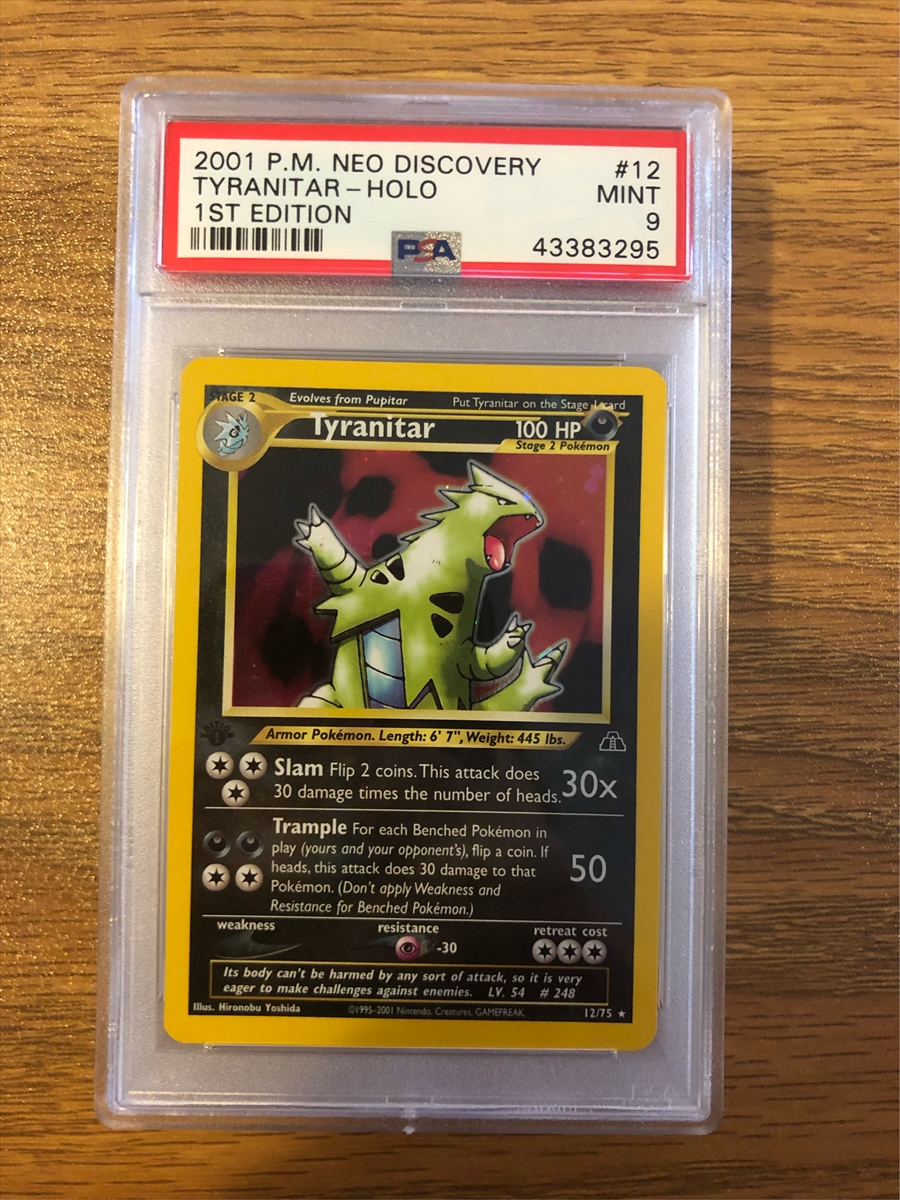 2001 P.M. NEO DISCOVERY #12
TYRANITAR - HOLO MINT
1ST EDITION 9
PSA 43383295
STAGE 2 Evolves from Pupitar Put Tyranitar on the Stage 1 card
Tyranitar 100 HP
Stage 2 Pokémon
Armor Pokémon. Length: 6' 7", Weight: 445 lbs.
EDITION 1
Slam Flip 2 coins. This attack does
30 damage times the number of heads. 30x
Trample For each Benched Pokémon in
play (yours and your opponent's), flip a coin. If
heads, this attack does 30 damage to that 50
Pokémon. (Don't apply Weakness and
Resistance for Benched Pokémon.)
weakness resistance retreat cost
-30
Its body can't be harmed by any sort of attack, so it is very
eager to make challenges against enemies. LV. 54 # 248
Illus. Hironobu Yoshida ©1995-2001 Nintendo, Creatures, GAMEFREAK. 12/75 ★